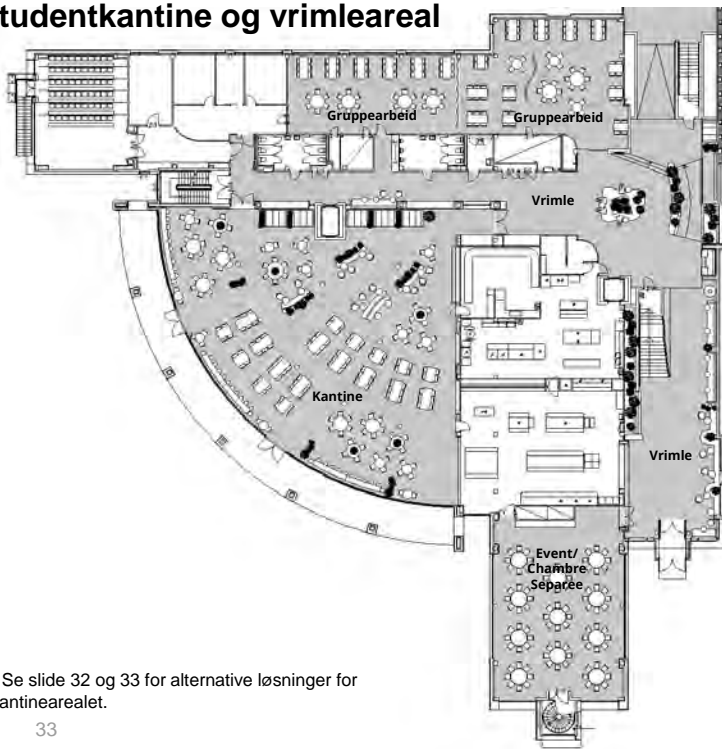 tudentkantine og vrimleareal
Gruppearbeid
Gruppearbeid
Vrimle
Kantine
Vrimle
Event/
Chambre
Separee
Se slide 32 og 33 for alternative løsninger for
antinearealet.
33